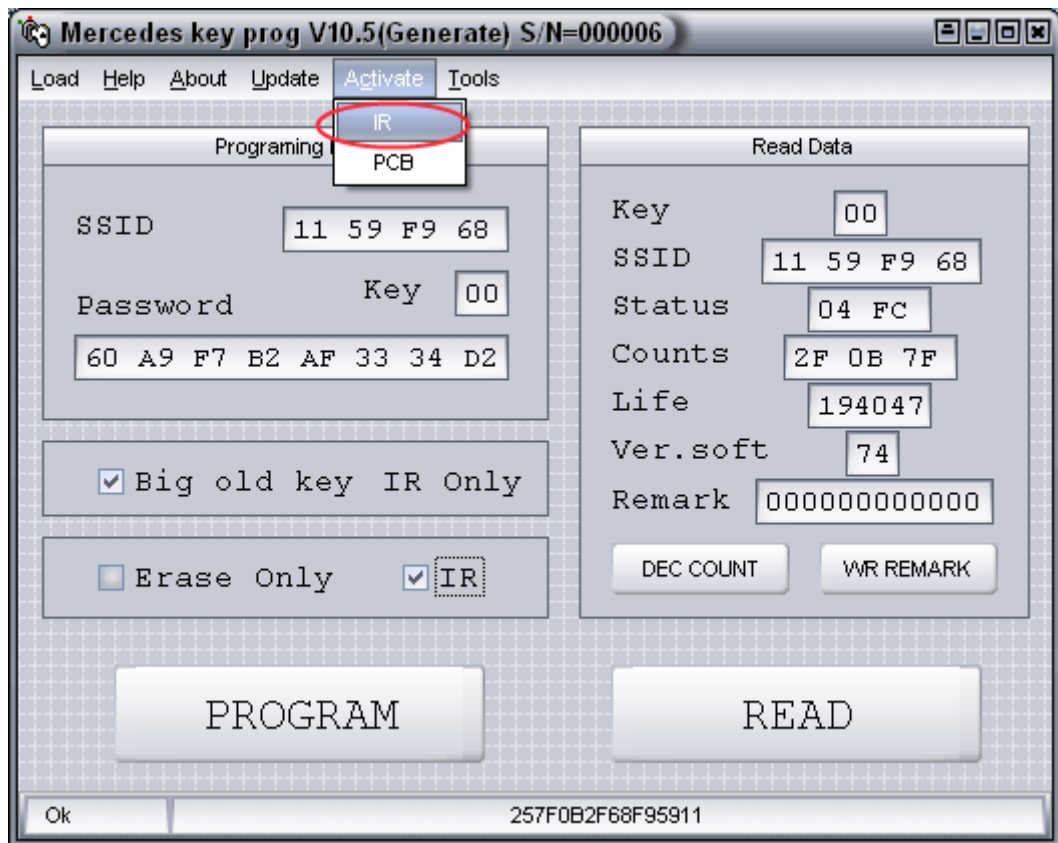 Mercedes key prog V10.5(Generate) S/N=000006
Load Help About Update Activate Tools
IR
PCB
Programing
SSID 11 59 F9 68
Key 00
Password
60 A9 F7 B2 AF 33 34 D2
Big old key IR Only
Erase Only IR
PROGRAM
Read Data
Key 00
SSID 11 59 F9 68
Status 04 FC
Counts 2F 0B 7F
Life 194047
Ver.soft 74
Remark 000000000000
DEC COUNT WR REMARK
READ
Ok 257F0B2F68F95911